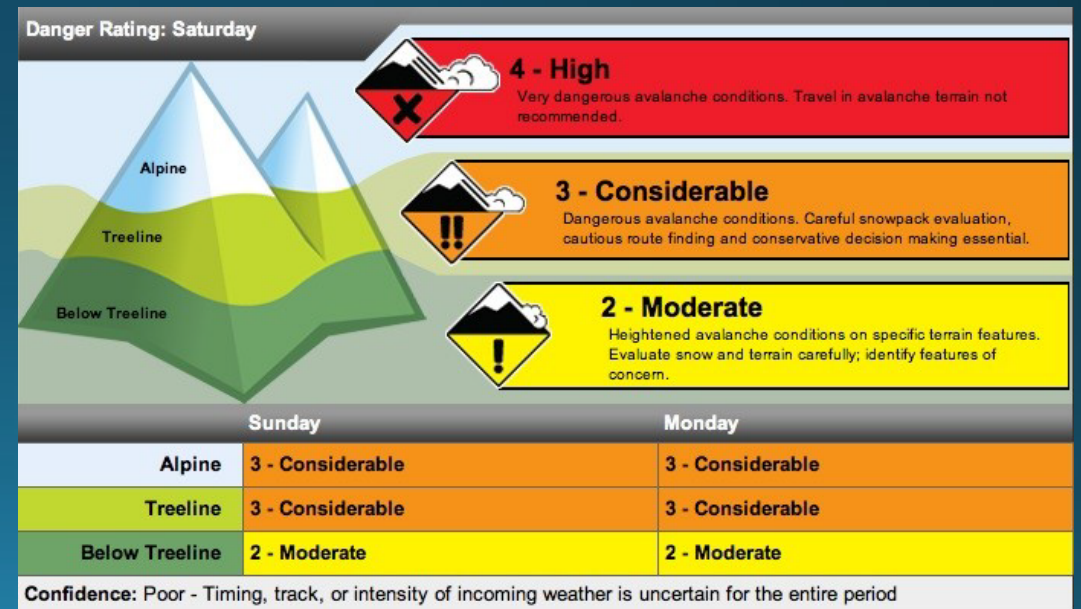 Danger Rating: Saturday
4 - High
Very dangerous avalanche conditions. Travel in avalanche terrain not
recommended.
Alpine
3 - Considerable
Dangerous avalanche conditions. Careful snowpack evaluation,
cautious route finding and conservative decision making essential.
Treeline
2 - Moderate
Heightened avalanche conditions on specific terrain features.
Evaluate snow and terrain carefully; identify features of
concern.
Below Treeline
Sunday Monday
Alpine 3 - Considerable 3 - Considerable
Treeline 3 - Considerable 3 - Considerable
Below Treeline 2 - Moderate 2 - Moderate
Confidence: Poor - Timing, track, or intensity of incoming weather is uncertain for the entire period